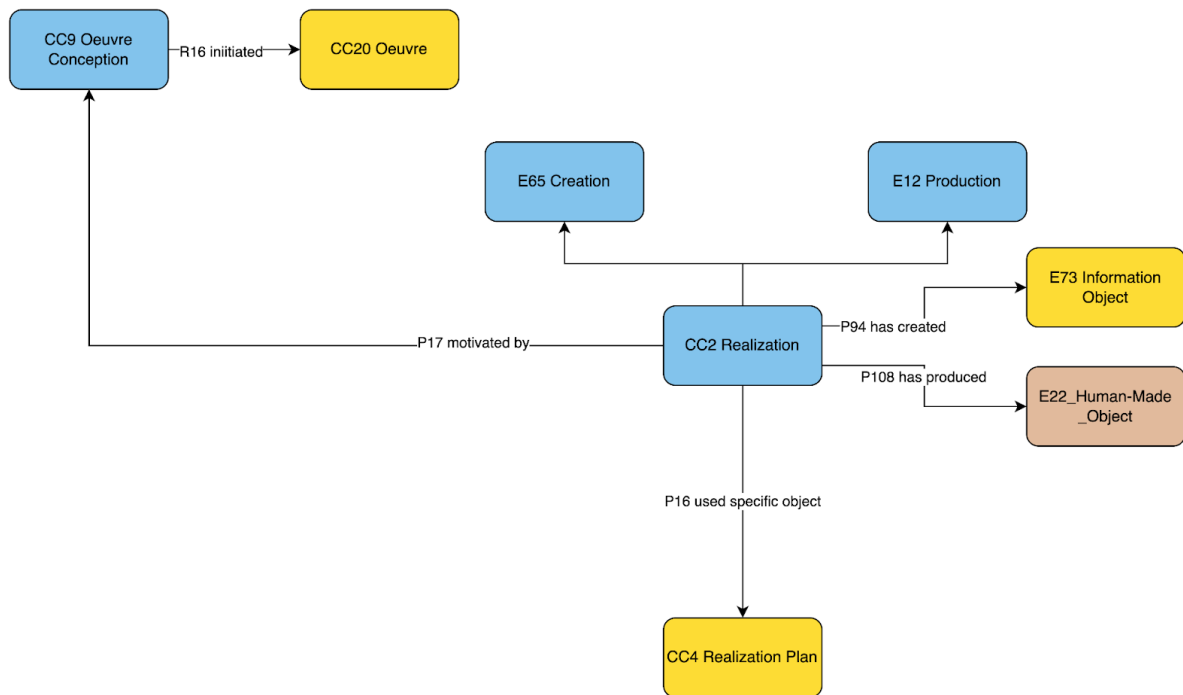 CC9 Oeuvre
Conception
R16 iniitiated
CC20 Oeuvre
E65 Creation
E12 Production
E73 Information
Object
P94 has created
CC2 Realization
P17 motivated by
P108 has produced
E22_Human-Made
_Object
P16 used specific object
CC4 Realization Plan